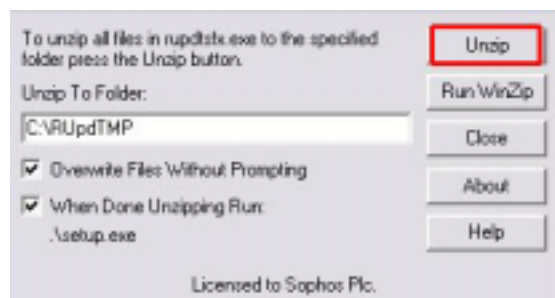 To unzip all files in rupdtsfx.exe to the specified
folder press the Unzip button.
Unzip To Folder:
C:\RUpdTMP
Overwrite Files Without Prompting
When Done Unzipping Run:
.\setup.exe
Unzip
Run WinZip
Close
About
Help
Licensed to Sophos Plc.